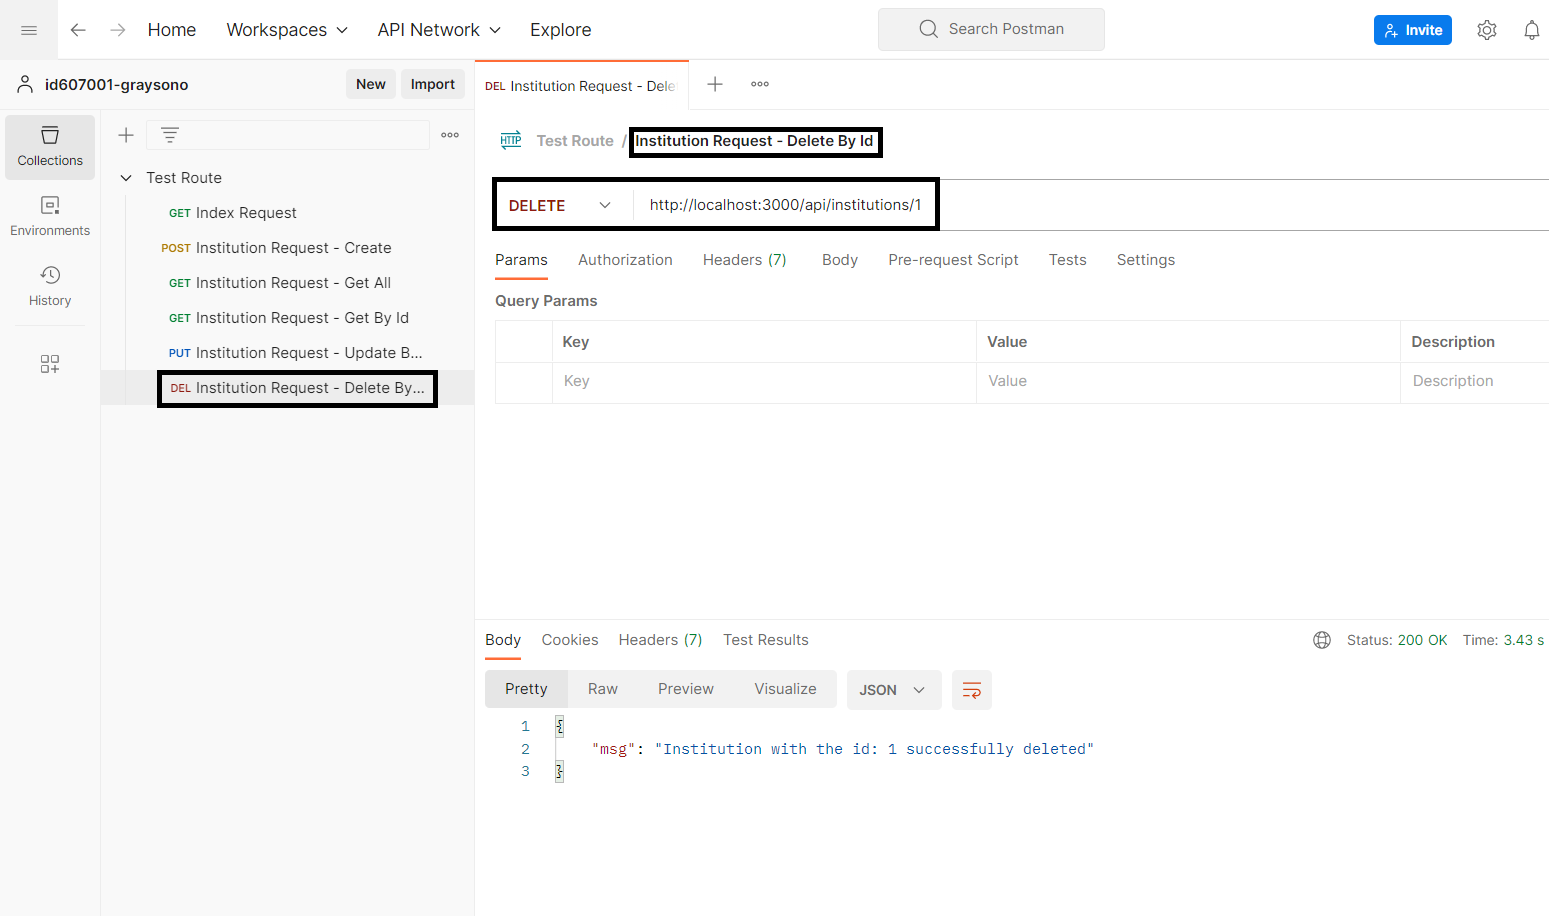 Home Workspaces API Network Explore Search Postman Invite
id607001-graysono New Import
DEL Institution Request - Dele
Collections
Environments
History
Test Route
GET Index Request
POST Institution Request - Create
GET Institution Request - Get All
GET Institution Request - Get By Id
PUT Institution Request - Update B...
DEL Institution Request - Delete By...
HTTP Test Route / Institution Request - Delete By Id
DELETE http://localhost:3000/api/institutions/1
Params Authorization Headers (7) Body Pre-request Script Tests Settings
Query Params
Key Value Description
Key Value Description
Body Cookies Headers (7) Test Results Status: 200 OK Time: 3.43 s
Pretty Raw Preview Visualize JSON
1 {
2 "msg": "Institution with the id: 1 successfully deleted"
3 }